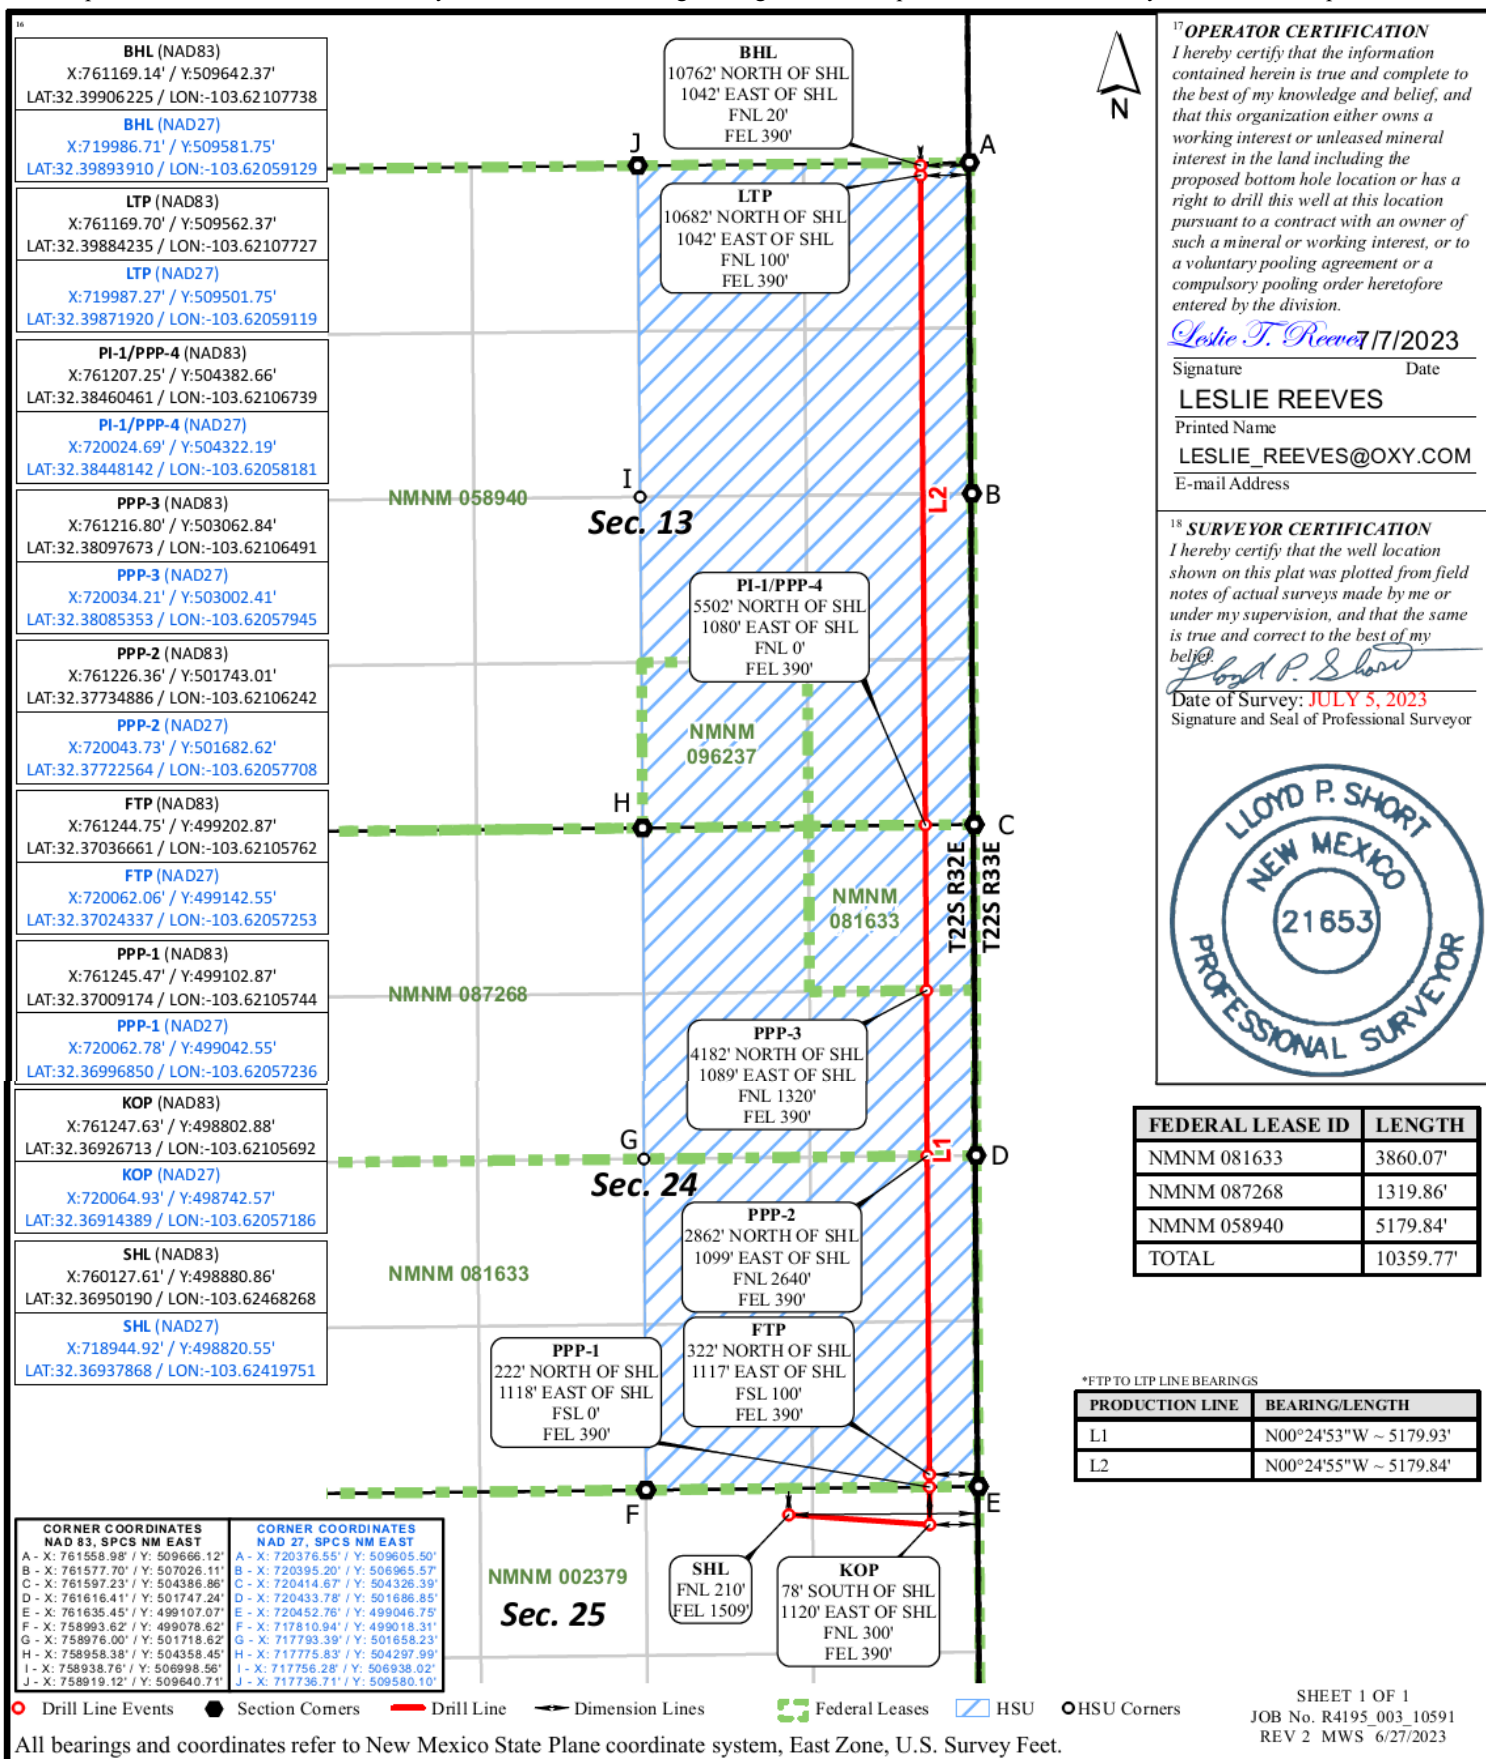 16
BHL (NAD83)
X:761169.14' / Y:509642.37'
LAT:32.39906225 / LON:-103.62107738
BHL (NAD27)
X:719986.71' / Y:509581.75'
LAT:32.39893910 / LON:-103.62059129
LTP (NAD83)
X:761169.70' / Y:509562.37'
LAT:32.39884235 / LON:-103.62107727
LTP (NAD27)
X:719987.27' / Y:509501.75'
LAT:32.39871920 / LON:-103.62059119
PI-1/PPP-4 (NAD83)
X:761207.25' / Y:504382.66'
LAT:32.38460461 / LON:-103.62106739
PI-1/PPP-4 (NAD27)
X:720024.69' / Y:504322.19'
LAT:32.38448142 / LON:-103.62058181
PPP-3 (NAD83)
X:761216.80' / Y:503062.84'
LAT:32.38097673 / LON:-103.62106491
PPP-3 (NAD27)
X:720034.21' / Y:503002.41'
LAT:32.38085353 / LON:-103.62057945
PPP-2 (NAD83)
X:761226.36' / Y:501743.01'
LAT:32.37734886 / LON:-103.62106242
PPP-2 (NAD27)
X:720043.73' / Y:501682.62'
LAT:32.37722564 / LON:-103.62057708
FTP (NAD83)
X:761244.75' / Y:499202.87'
LAT:32.37036661 / LON:-103.62105762
FTP (NAD27)
X:720062.06' / Y:499142.55'
LAT:32.37024337 / LON:-103.62057253
PPP-1 (NAD83)
X:761245.47' / Y:499102.87'
LAT:32.37009174 / LON:-103.62105744
PPP-1 (NAD27)
X:720062.78' / Y:499042.55'
LAT:32.36996850 / LON:-103.62057236
KOP (NAD83)
X:761247.63' / Y:498802.88'
LAT:32.36926713 / LON:-103.62105692
KOP (NAD27)
X:720064.93' / Y:498742.57'
LAT:32.36914389 / LON:-103.62057186
SHL (NAD83)
X:760127.61' / Y:498880.86'
LAT:32.36950190 / LON:-103.62468268
SHL (NAD27)
X:718944.92' / Y:498820.55'
LAT:32.36937868 / LON:-103.62419751
CORNER COORDINATES
NAD 83, SPCS NM EAST
A - X: 761558.98' / Y: 509666.12'
B - X: 761577.70' / Y: 507026.11'
C - X: 761597.23' / Y: 504386.86'
D - X: 761616.41' / Y: 501747.24'
E - X: 761635.45' / Y: 499107.07'
F - X: 758993.62' / Y: 499078.62'
G - X: 758976.00' / Y: 501718.62'
H - X: 758958.38' / Y: 504358.45'
I - X: 758938.76' / Y: 506998.56'
J - X: 758919.12' / Y: 509640.71'
CORNER COORDINATES
NAD 27, SPCS NM EAST
A - X: 720376.55' / Y: 509605.50'
B - X: 720395.20' / Y: 506965.57'
C - X: 720414.67' / Y: 504326.39'
D - X: 720433.78' / Y: 501686.85'
E - X: 720452.76' / Y: 499046.75'
F - X: 717810.94' / Y: 499018.31'
G - X: 717793.39' / Y: 501658.23'
H - X: 717775.83' / Y: 504297.99'
I - X: 717756.28' / Y: 506938.02'
J - X: 717736.71' / Y: 509580.10'
BHL
10762' NORTH OF SHL
1042' EAST OF SHL
FNL 20'
FEL 390'
J
A
LTP
10682' NORTH OF SHL
1042' EAST OF SHL
FNL 100'
FEL 390'
I
NMNM 058940
Sec. 13
L2
B
PI-1/PPP-4
5502' NORTH OF SHL
1080' EAST OF SHL
FNL 0'
FEL 390'
NMNM
096237
H
C
NMNM
081633
T22S R32E
T22S R33E
NMNM 087268
PPP-3
4182' NORTH OF SHL
1089' EAST OF SHL
FNL 1320'
FEL 390'
G
L1
D
Sec. 24
PPP-2
2862' NORTH OF SHL
1099' EAST OF SHL
FNL 2640'
FEL 390'
NMNM 081633
FTP
322' NORTH OF SHL
1117' EAST OF SHL
FSL 100'
FEL 390'
PPP-1
222' NORTH OF SHL
1118' EAST OF SHL
FSL 0'
FEL 390'
F
E
SHL
FNL 210'
FEL 1509'
KOP
78' SOUTH OF SHL
1120' EAST OF SHL
FNL 300'
FEL 390'
NMNM 002379
Sec. 25
N
17 OPERATOR CERTIFICATION
I hereby certify that the information
contained herein is true and complete to
the best of my knowledge and belief, and
that this organization either owns a
working interest or unleased mineral
interest in the land including the
proposed bottom hole location or has a
right to drill this well at this location
pursuant to a contract with an owner of
such a mineral or working interest, or to
a voluntary pooling agreement or a
compulsory pooling order heretofore
entered by the division.
Leslie T. Reeves 7/7/2023
Signature Date
LESLIE REEVES
Printed Name
LESLIE_REEVES@OXY.COM
E-mail Address
18 SURVEYOR CERTIFICATION
I hereby certify that the well location
shown on this plat was plotted from field
notes of actual surveys made by me or
under my supervision, and that the same
is true and correct to the best of my
belief.
Lloyd P. Short
Date of Survey: JULY 5, 2023
Signature and Seal of Professional Surveyor
LLOYD P. SHORT
NEW MEXICO
21653
PROFESSIONAL SURVEYOR
FEDERAL LEASE ID LENGTH
NMNM 081633 3860.07'
NMNM 087268 1319.86'
NMNM 058940 5179.84'
TOTAL 10359.77'
*FTP TO LTP LINE BEARINGS
PRODUCTION LINE BEARING/LENGTH
L1 N00°24'53"W ~ 5179.93'
L2 N00°24'55"W ~ 5179.84'
Drill Line Events Section Corners Drill Line Dimension Lines Federal Leases HSU HSU Corners
SHEET 1 OF 1
JOB No. R4195_003_10591
REV 2 MWS 6/27/2023
All bearings and coordinates refer to New Mexico State Plane coordinate system, East Zone, U.S. Survey Feet.